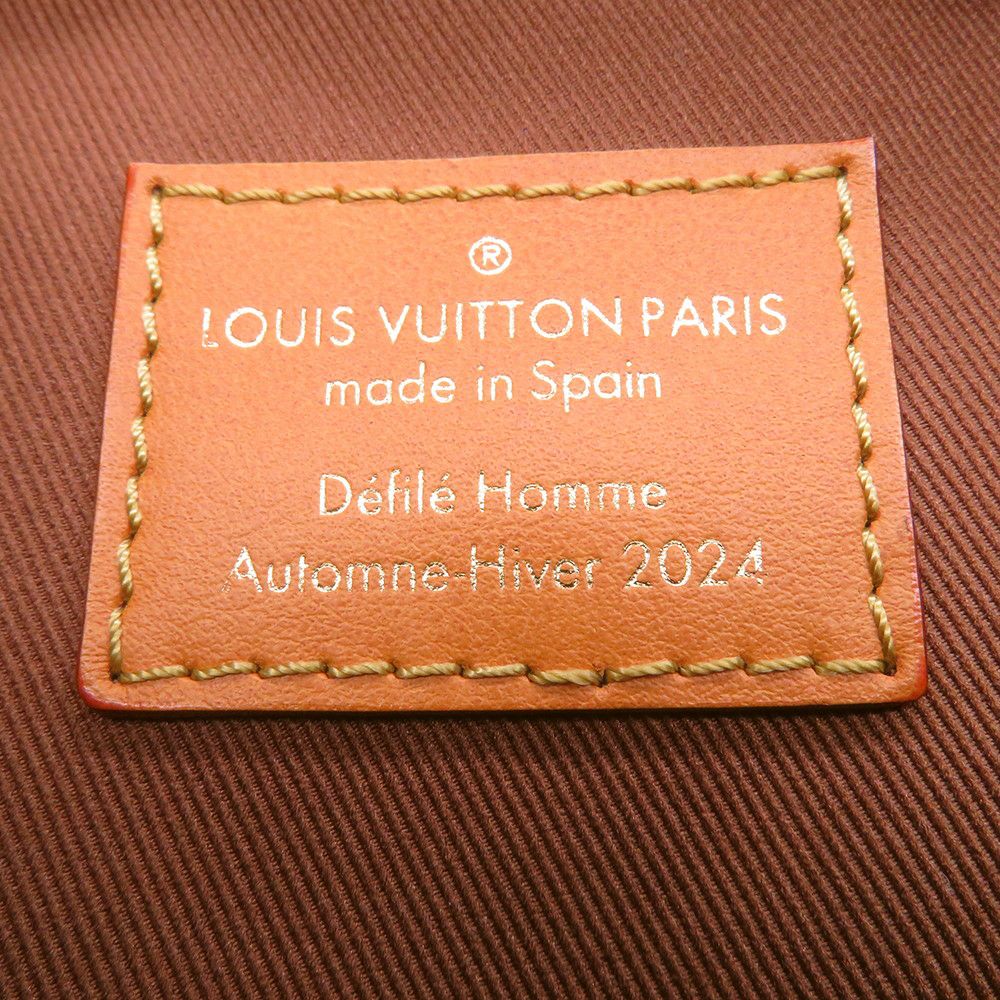 ®
LOUIS VUITTON PARIS
made in Spain
Défilé Homme
Automne-Hiver 2024